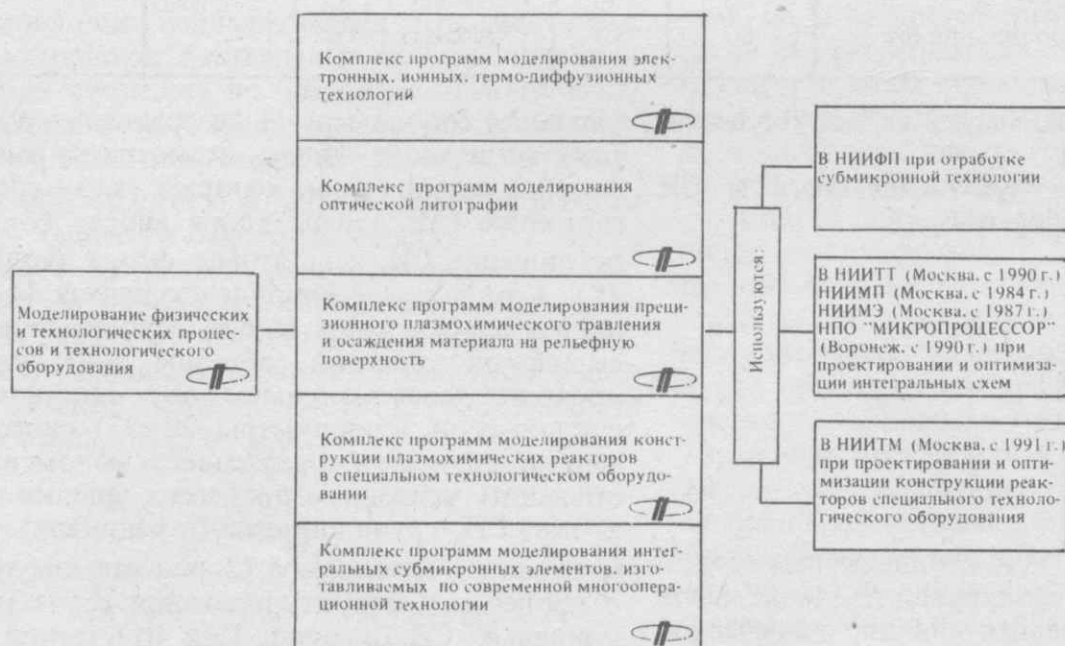 Моделирование физических
и технологических процес-
сов и технологического
оборудования
Комплекс программ моделирования элек-
тронных, ионных, термо-диффузионных
технологий
Комплекс программ моделирования
оптической литографии
Комплекс программ моделирования преци-
зионного плазмохимического травления
и осаждения материала на рельефную
поверхность
Комплекс программ моделирования конст-
рукции плазмохимических реакторов
в специальном технологическом оборудо-
вании
Комплекс программ моделирования интег-
ральных субмикронных элементов, изго-
тавливаемых по современной многоопера-
ционной технологии
Используются:
В НИИФП при отработке
субмикронной технологии
В НИИТТ (Москва, с 1990 г.)
НИИМП (Москва, с 1984 г.)
НИИМЭ (Москва, с 1987 г.)
НПО "МИКРОПРОЦЕССОР"
(Воронеж, с 1990 г.) при
проектировании и оптимиза-
ции интегральных схем
В НИИТМ (Москва, с 1991 г.)
при проектировании и опти-
мизации конструкции реак-
торов специального техноло-
гического оборудования